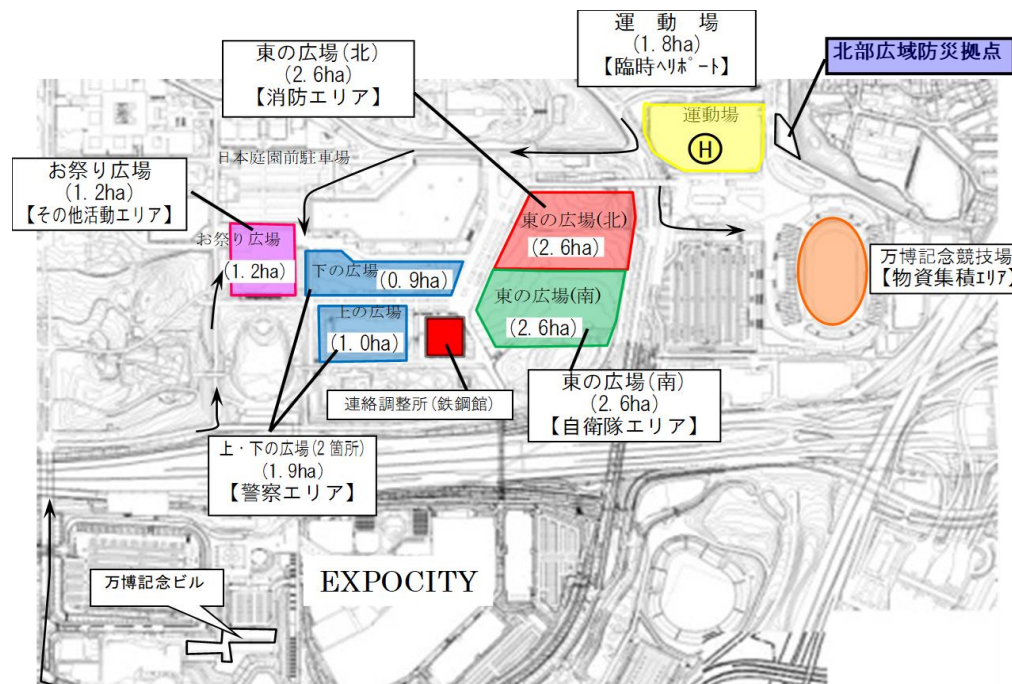 東の広場(北)
(2.6ha)
【消防エリア】
運　動　場
(1.8ha)
【臨時ヘリポート】
北部広域防災拠点
運動場
H
日本庭園前駐車場
お祭り広場
(1.2ha)
【その他活動エリア】
お祭り広場
(1.2ha)
東の広場(北)
(2.6ha)
下の広場
(0.9ha)
万博記念競技場
【物資集積エリア】
東の広場(南)
(2.6ha)
上の広場
(1.0ha)
東の広場(南)
(2.6ha)
【自衛隊エリア】
連絡調整所(鉄鋼館)
上・下の広場(2箇所)
(1.9ha)
【警察エリア】
EXPOCITY
万博記念ビル